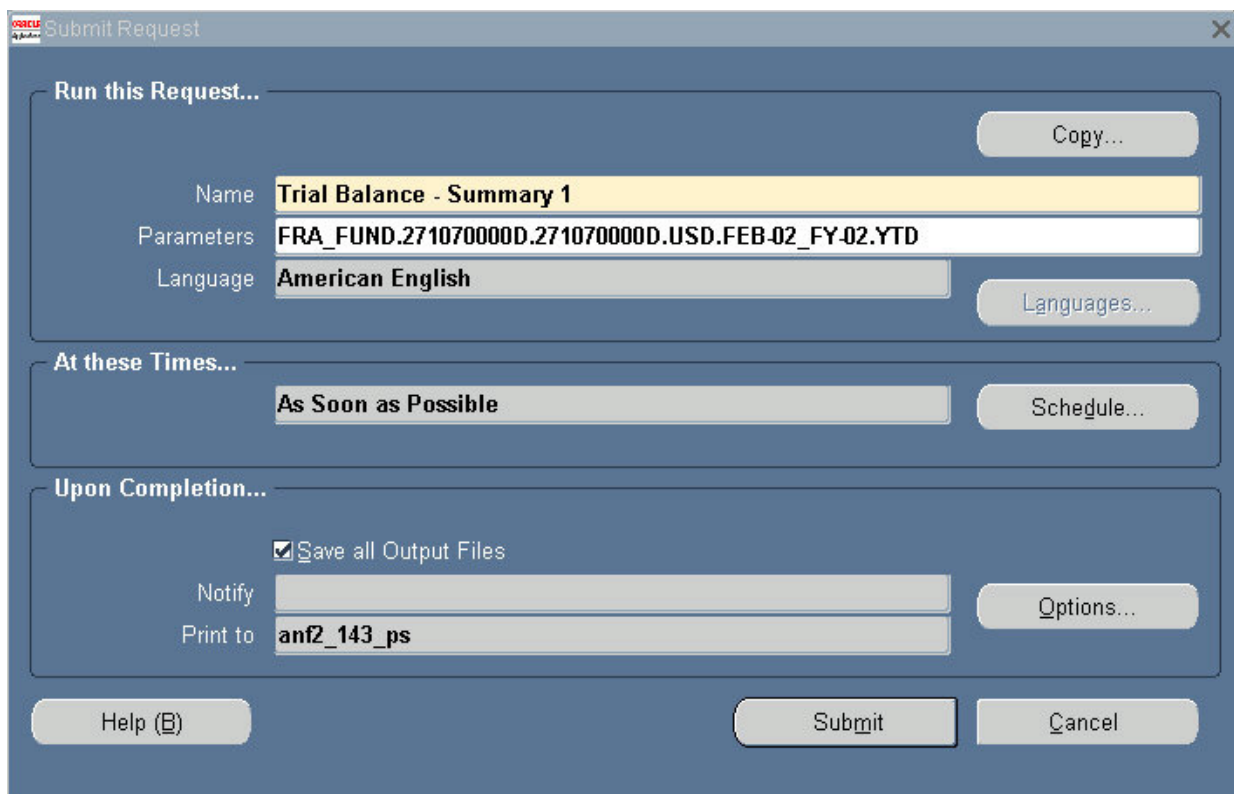 ORACLE
Submit Request
Run this Request...
Copy...
Name Trial Balance - Summary 1
Parameters FRA_FUND.271070000D.271070000D.USD.FEB-02_FY-02.YTD
Language American English
Languages...
At these Times...
As Soon as Possible
Schedule...
Upon Completion...
Save all Output Files
Notify
Options...
Print to anf2_143_ps
Help (B) Submit Cancel